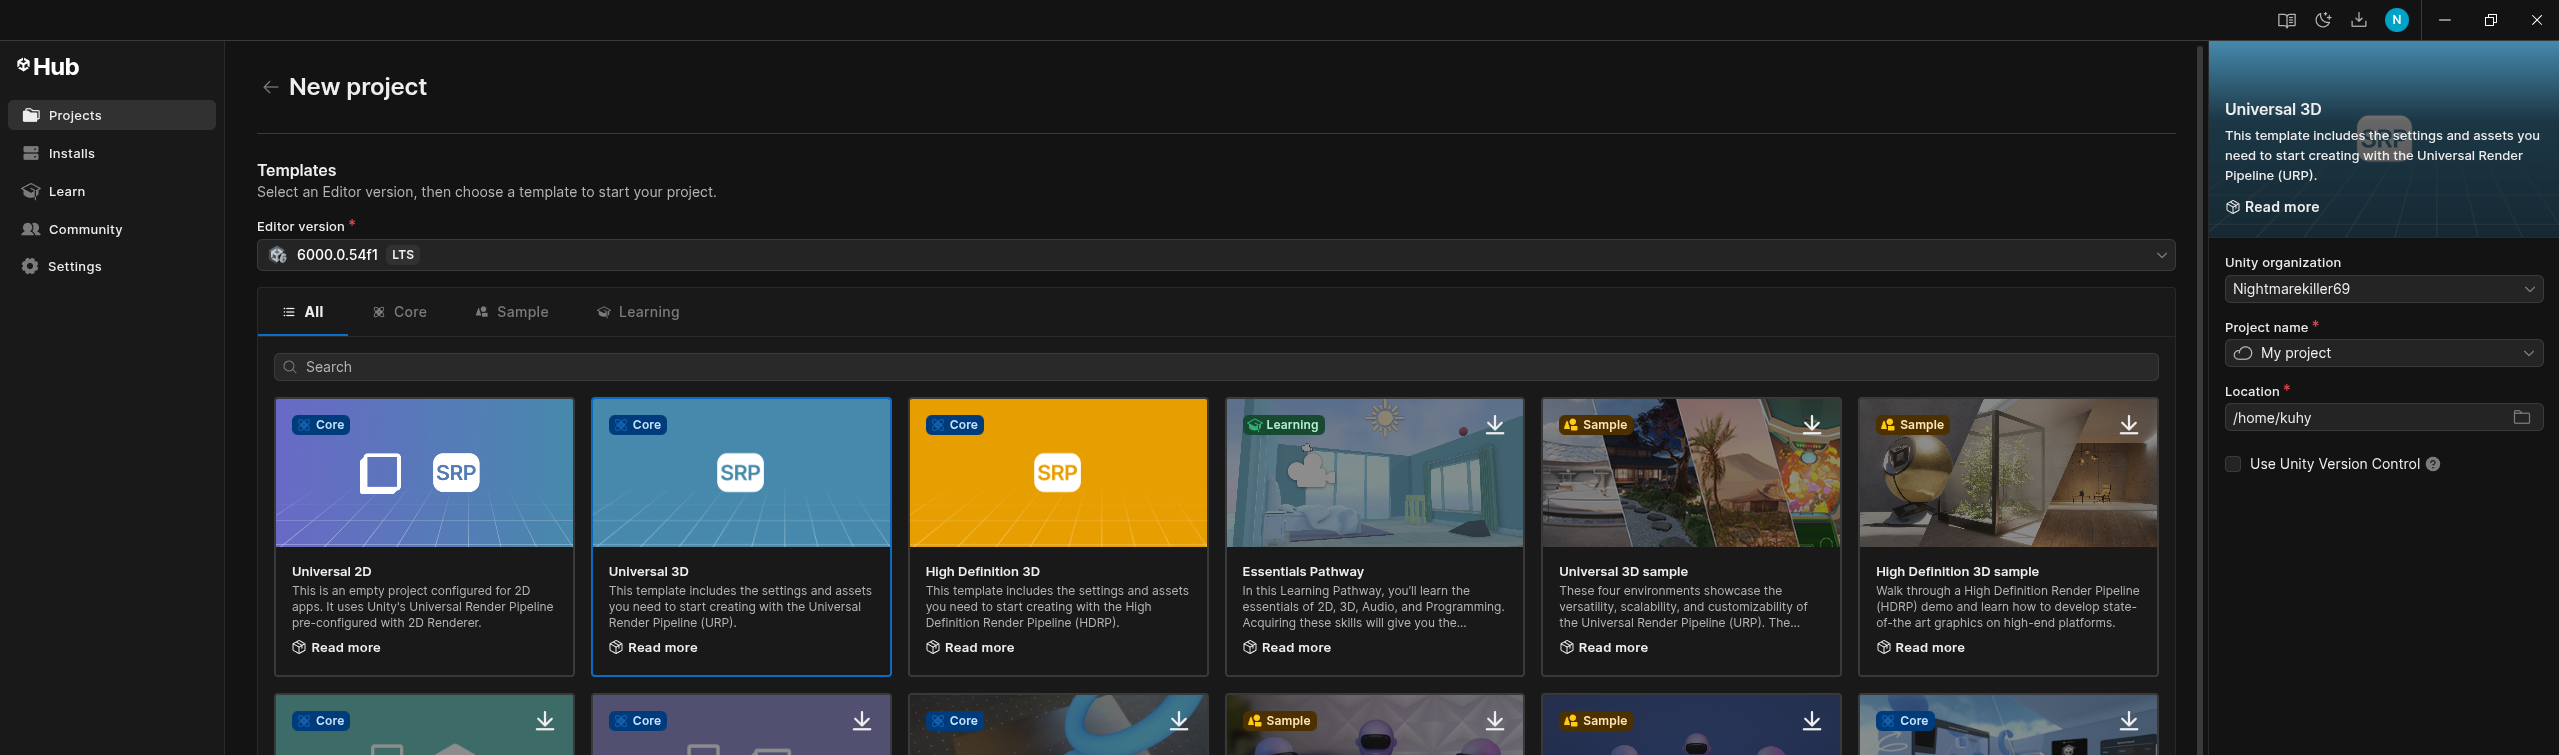 N
Hub
Projects
Installs
Learn
Community
Settings
New project
Templates
Select an Editor version, then choose a template to start your project.
Editor version *
6000.0.54f1 LTS
All Core Sample Learning
Search
Core
SRP
Universal 2D
This is an empty project configured for 2D
apps. It uses Unity's Universal Render Pipeline
pre-configured with 2D Renderer.
Read more
Core
SRP
Universal 3D
This template includes the settings and assets
you need to start creating with the Universal
Render Pipeline (URP).
Read more
Core
SRP
High Definition 3D
This template includes the settings and assets
you need to start creating with the High
Definition Render Pipeline (HDRP).
Read more
Learning
Essentials Pathway
In this Learning Pathway, you'll learn the
essentials of 2D, 3D, Audio, and Programming.
Acquiring these skills will give you the...
Read more
Sample
Universal 3D sample
These four environments showcase the
versatility, scalability, and customizability of
the Universal Render Pipeline (URP). The...
Read more
Sample
High Definition 3D sample
Walk through a High Definition Render Pipeline
(HDRP) demo and learn how to develop state-
of-the art graphics on high-end platforms.
Read more
Core
Core
Core
Sample
Sample
Core
SRP
Universal 3D
This template includes the settings and assets you
need to start creating with the Universal Render
Pipeline (URP).
Read more
Unity organization
Nightmarekiller69
Project name *
My project
Location *
/home/kuhy
Use Unity Version Control ?